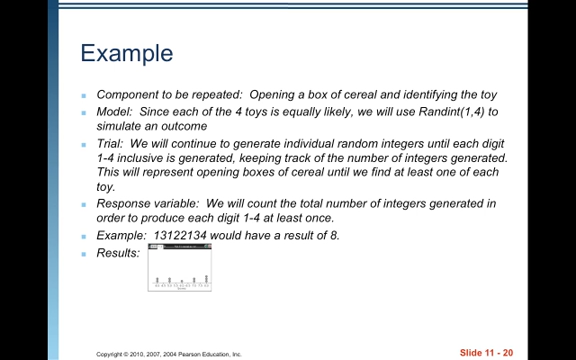 Example
Component to be repeated: Opening a box of cereal and identifying the toy
Model: Since each of the 4 toys is equally likely, we will use Randint(1,4) to
simulate an outcome
Trial: We will continue to generate individual random integers until each digit
1-4 inclusive is generated, keeping track of the number of integers generated.
This will represent opening boxes of cereal until we find at least one of each
toy.
Response variable: We will count the total number of integers generated in
order to produce each digit 1-4 at least once.
Example: 13122134 would have a result of 8.
Results:
Copyright © 2010, 2007, 2004 Pearson Education, Inc.
Slide 11 - 20